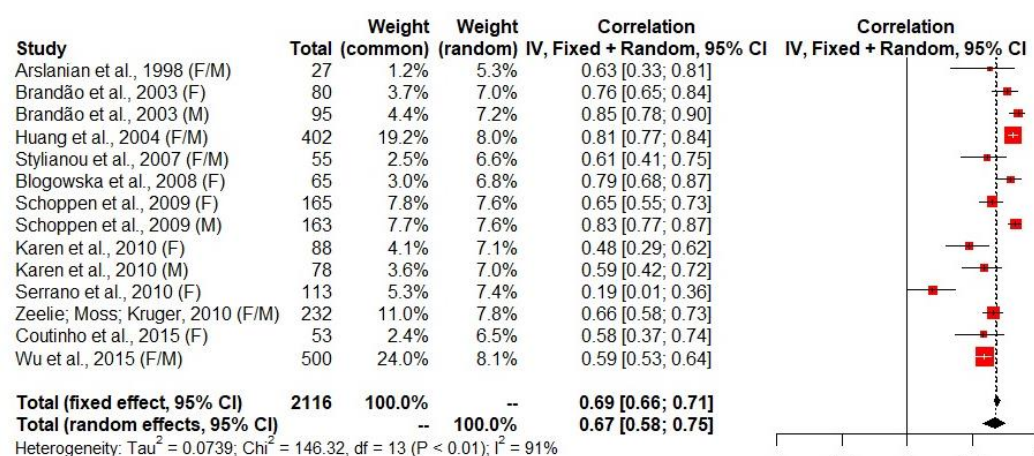 Weight Weight Correlation Correlation
Study Total (common) (random) IV, Fixed + Random, 95% CI IV, Fixed + Random, 95% CI
Arslanian et al., 1998 (F/M) 27 1.2% 5.3% 0.63 [0.33; 0.81]
Brandão et al., 2003 (F) 80 3.7% 7.0% 0.76 [0.65; 0.84]
Brandão et al., 2003 (M) 95 4.4% 7.2% 0.85 [0.78; 0.90]
Huang et al., 2004 (F/M) 402 19.2% 8.0% 0.81 [0.77; 0.84]
Stylianou et al., 2007 (F/M) 55 2.5% 6.6% 0.61 [0.41; 0.75]
Blogowska et al., 2008 (F) 65 3.0% 6.8% 0.79 [0.68; 0.87]
Schoppen et al., 2009 (F) 165 7.8% 7.6% 0.65 [0.55; 0.73]
Schoppen et al., 2009 (M) 163 7.7% 7.6% 0.83 [0.77; 0.87]
Karen et al., 2010 (F) 88 4.1% 7.1% 0.48 [0.29; 0.62]
Karen et al., 2010 (M) 78 3.6% 7.0% 0.59 [0.42; 0.72]
Serrano et al., 2010 (F) 113 5.3% 7.4% 0.19 [0.01; 0.36]
Zeelie; Moss; Kruger, 2010 (F/M) 232 11.0% 7.8% 0.66 [0.58; 0.73]
Coutinho et al., 2015 (F) 53 2.4% 6.5% 0.58 [0.37; 0.74]
Wu et al., 2015 (F/M) 500 24.0% 8.1% 0.59 [0.53; 0.64]
Total (fixed effect, 95% CI) 2116 100.0% -- 0.69 [0.66; 0.71]
Total (random effects, 95% CI) -- 100.0% 0.67 [0.58; 0.75]
Heterogeneity: Tau² = 0.0739; Chi² = 146.32, df = 13 (P < 0.01); I² = 91%